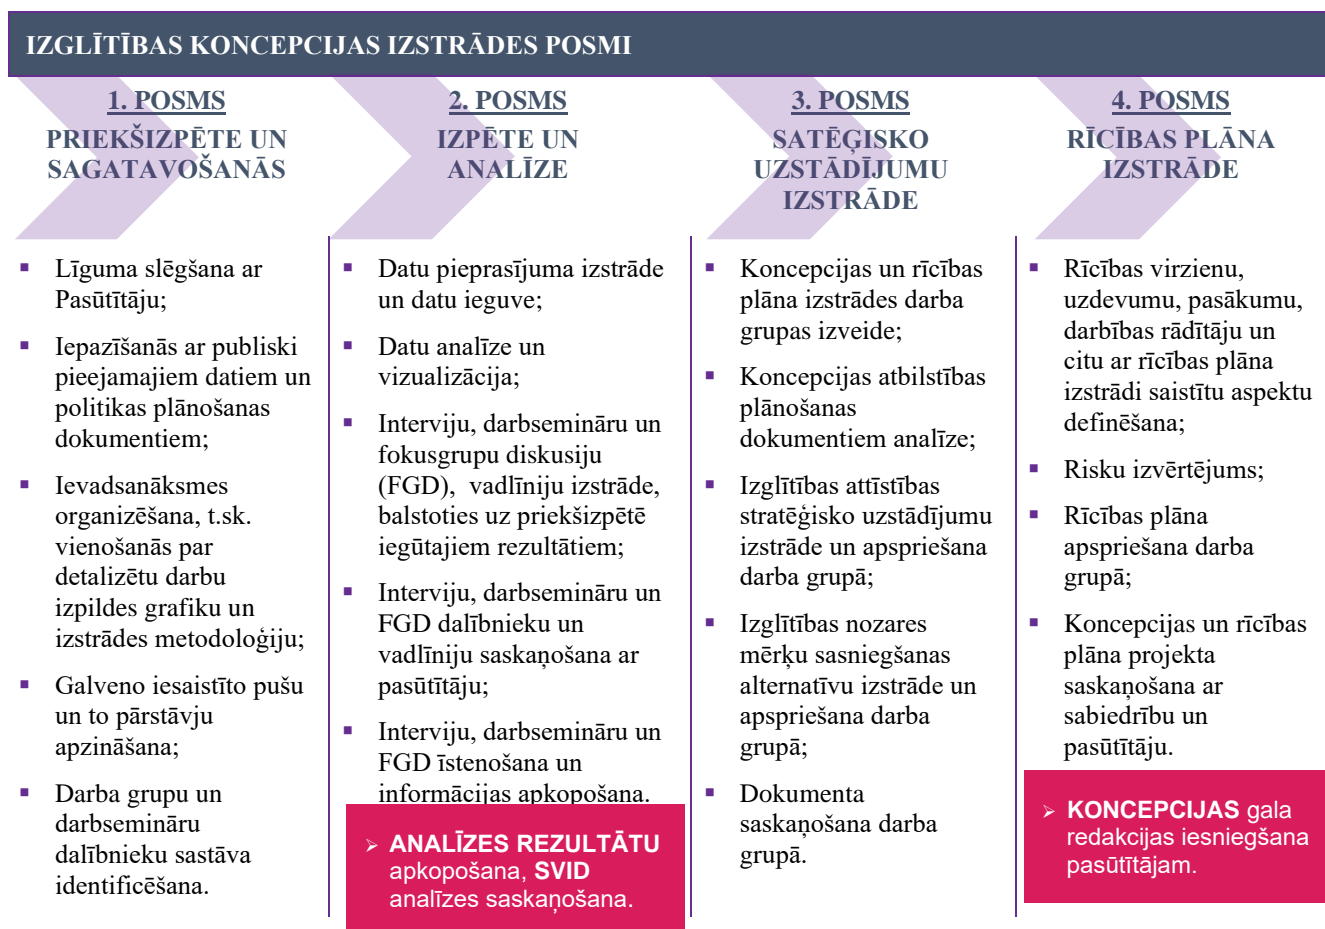 IZGLĪTĪBAS KONCEPCIJAS IZSTRĀDES POSMI
1. POSMS
PRIEKŠIZPĒTE UN
SAGATAVOŠANĀS
▪ Līguma slēgšana ar
Pasūtītāju;
▪ Iepazīšanās ar publiski
pieejamajiem datiem un
politikas plānošanas
dokumentiem;
▪ Ievadsanāksmes
organizēšana, t.sk.
vienošanās par
detalizētu darbu
izpildes grafiku un
izstrādes metodoloģiju;
▪ Galveno iesaistīto pušu
un to pārstāvju
apzināšana;
▪ Darba grupu un
darbsemināru
dalībnieku sastāva
identificēšana.
2. POSMS
IZPĒTE UN
ANALĪZE
▪ Datu pieprasījuma izstrāde
un datu ieguve;
▪ Datu analīze un
vizualizācija;
▪ Interviju, darbsemināru un
fokusgrupu diskusiju
(FGD),  vadlīniju izstrāde,
balstoties uz priekšizpētē
iegūtajiem rezultātiem;
▪ Interviju, darbsemināru un
FGD dalībnieku un
vadlīniju saskaņošana ar
pasūtītāju;
▪ Interviju, darbsemināru un
FGD īstenošana un
informācijas apkopošana.
➢ ANALĪZES REZULTĀTU
apkopošana, SVID
analīzes saskaņošana.
3. POSMS
SATĒĢISKO
UZSTĀDĪJUMU
IZSTRĀDE
▪ Koncepcijas un rīcības
plāna izstrādes darba
grupas izveide;
▪ Koncepcijas atbilstības
plānošanas
dokumentiem analīze;
▪ Izglītības attīstības
stratēģisko uzstādījumu
izstrāde un apspriešana
darba grupā;
▪ Izglītības nozares
mērķu sasniegšanas
alternatīvu izstrāde un
apspriešana darba
grupā;
▪ Dokumenta
saskaņošana darba
grupā.
4. POSMS
RĪCĪBAS PLĀNA
IZSTRĀDE
▪ Rīcības virzienu,
uzdevumu, pasākumu,
darbības rādītāju un
citu ar rīcības plāna
izstrādi saistītu aspektu
definēšana;
▪ Risku izvērtējums;
▪ Rīcības plāna
apspriešana darba
grupā;
▪ Koncepcijas un rīcības
plāna projekta
saskaņošana ar
sabiedrību un
pasūtītāju.
➢ KONCEPCIJAS gala
redakcijas iesniegšana
pasūtītājam.